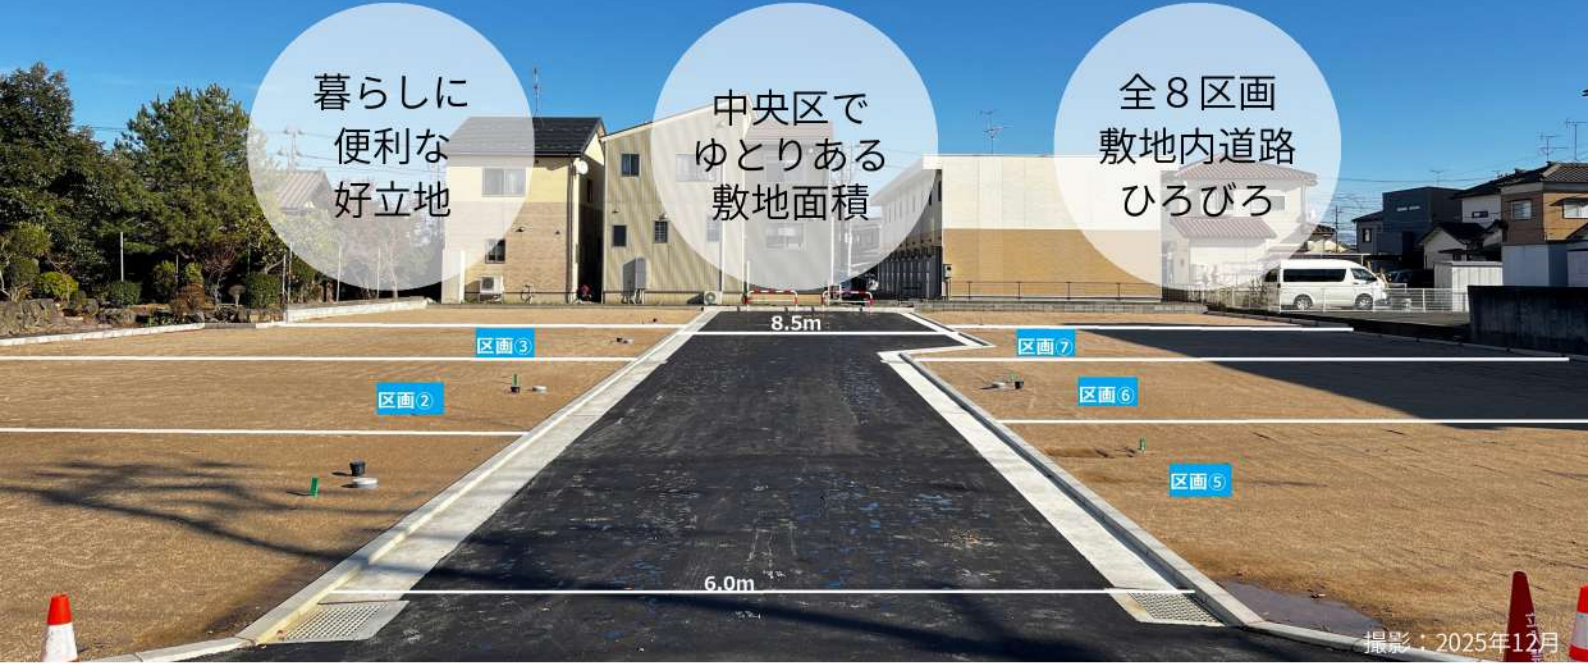 暮らしに
便利な
好立地
中央区で
ゆとりある
敷地面積
全８区画
敷地内道路
ひろびろ
8.5m
区画③
区画⑦
区画②
区画⑥
区画⑤
6.0m
撮影：2025年12月